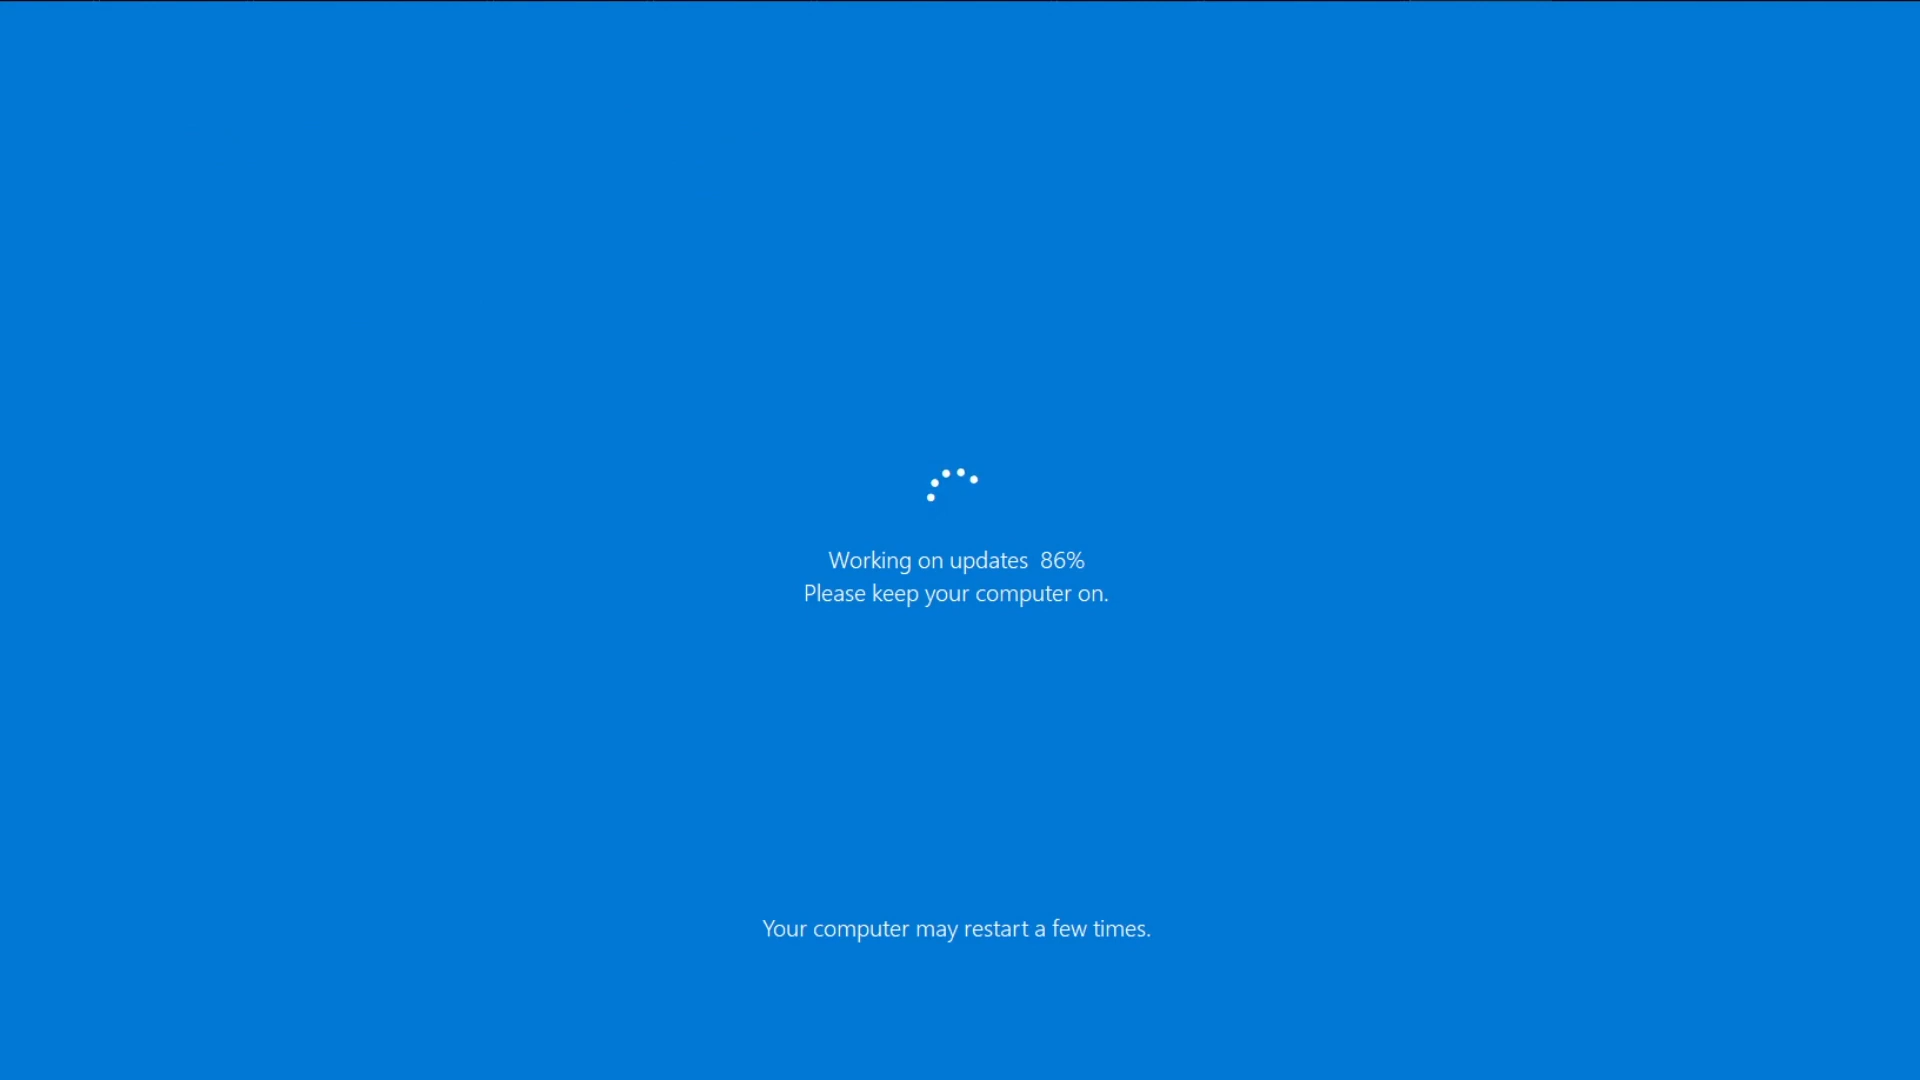 Working on updates  86%
Please keep your computer on.
Your computer may restart a few times.